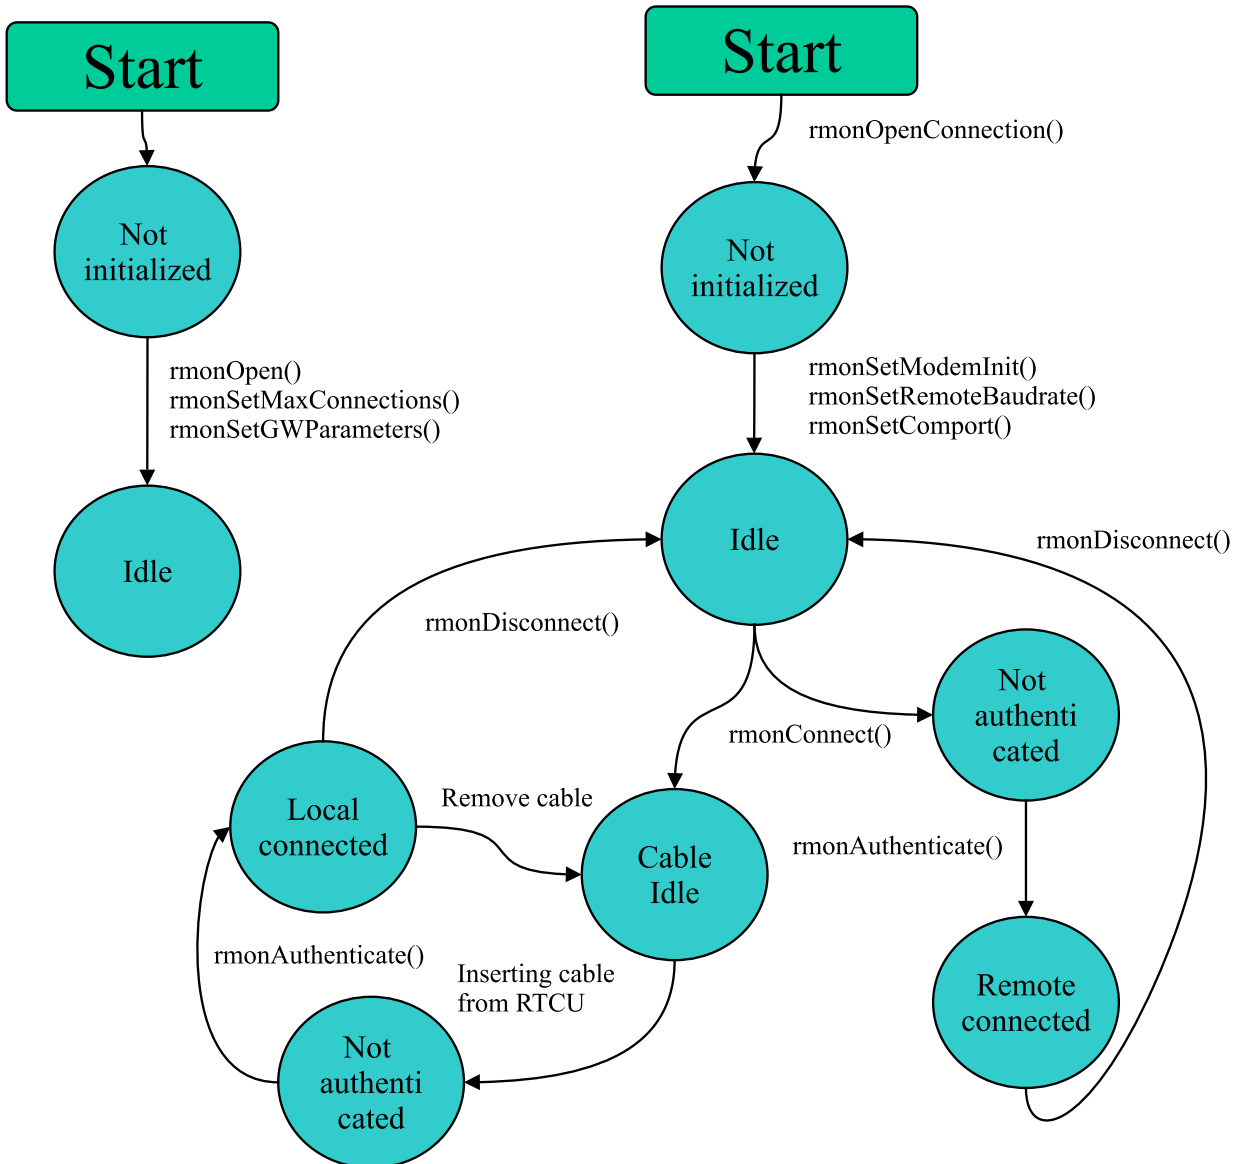 Start
Not
initialized
rmonOpen()
rmonSetMaxConnections()
rmonSetGWParameters()
Idle
Start
rmonOpenConnection()
Not
initialized
rmonSetModemInit()
rmonSetRemoteBaudrate()
rmonSetComport()
Idle
rmonDisconnect()
rmonDisconnect()
rmonConnect()
Not
authenti
cated
Local
connected
Remove cable
Cable
Idle
rmonAuthenticate()
Remote
connected
rmonAuthenticate()
Inserting cable
from RTCU
Not
authenti
cated